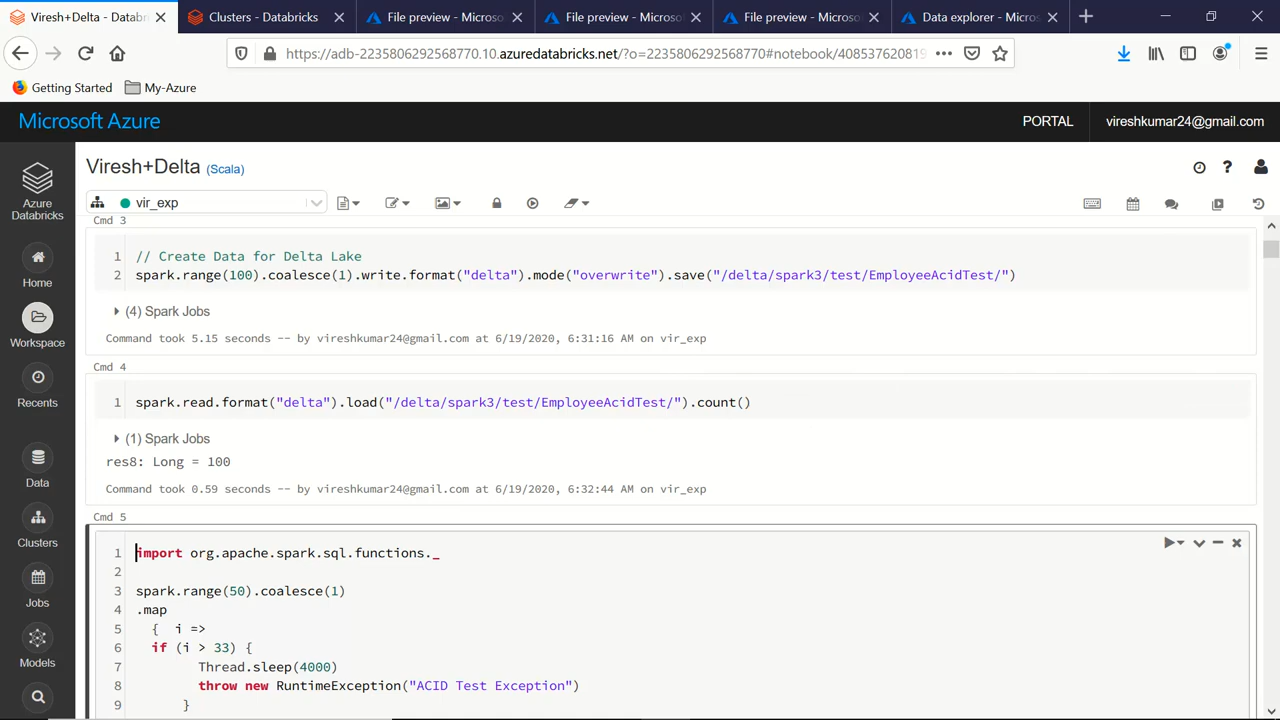 Viresh+Delta - Datab
Clusters - Databricks
File preview - Microso
File preview - Microso
File preview - Microso
Data explorer - Micros
https://adb-2235806292568770.10.azuredatabricks.net/?o=2235806292568770#notebook/40853762081
Getting Started
My-Azure
Microsoft Azure
PORTAL
vireshkumar24@gmail.com
Azure
Databricks
Home
Workspace
Recents
Data
Clusters
Jobs
Models
Viresh+Delta (Scala)
vir_exp
Cmd 3
1 // Create Data for Delta Lake
2 spark.range(100).coalesce(1).write.format("delta").mode("overwrite").save("/delta/spark3/test/EmployeeAcidTest/")
(4) Spark Jobs
Command took 5.15 seconds -- by vireshkumar24@gmail.com at 6/19/2020, 6:31:16 AM on vir_exp
Cmd 4
1 spark.read.format("delta").load("/delta/spark3/test/EmployeeAcidTest/").count()
(1) Spark Jobs
res8: Long = 100
Command took 0.59 seconds -- by vireshkumar24@gmail.com at 6/19/2020, 6:32:44 AM on vir_exp
Cmd 5
1 import org.apache.spark.sql.functions._
2
3 spark.range(50).coalesce(1)
4 .map
5 { i =>
6 if (i > 33) {
7 Thread.sleep(4000)
8 throw new RuntimeException("ACID Test Exception")
9 }